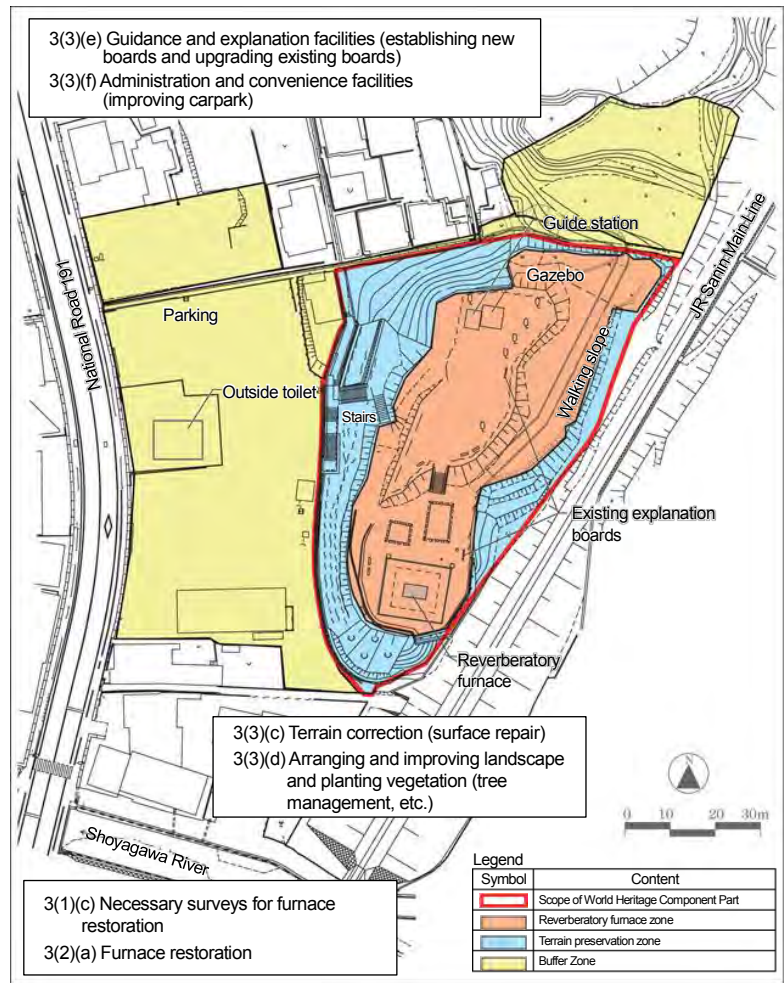 3(3)(e) Guidance and explanation facilities (establishing new
boards and upgrading existing boards)
3(3)(f) Administration and convenience facilities
(improving carpark)
Guide station
Gazebo
JR Sanin Main Line
National Road 191
Parking
Walking slope
Outside toilet
Stairs
Existing explanation
boards
Reverberatory
furnace
3(3)(c) Terrain correction (surface repair)
3(3)(d) Arranging and improving landscape
and planting vegetation (tree
management, etc.)
N
0 10 20 30m
Shoyagawa River
Legend
Symbol Content
Scope of World Heritage Component Part
Reverberatory furnace zone
Terrain preservation zone
Buffer Zone
3(1)(c) Necessary surveys for furnace
restoration
3(2)(a) Furnace restoration